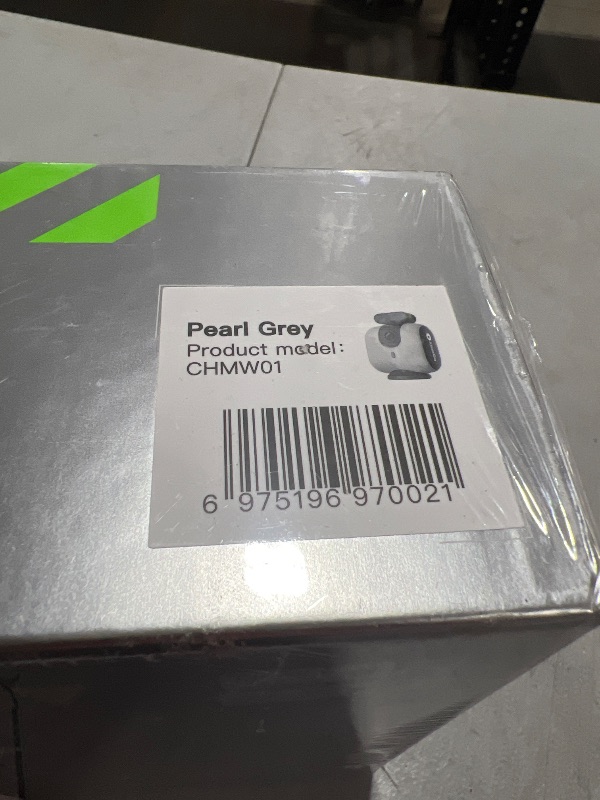 Pearl Grey
Product model:
CHMW01
6 975196 970021